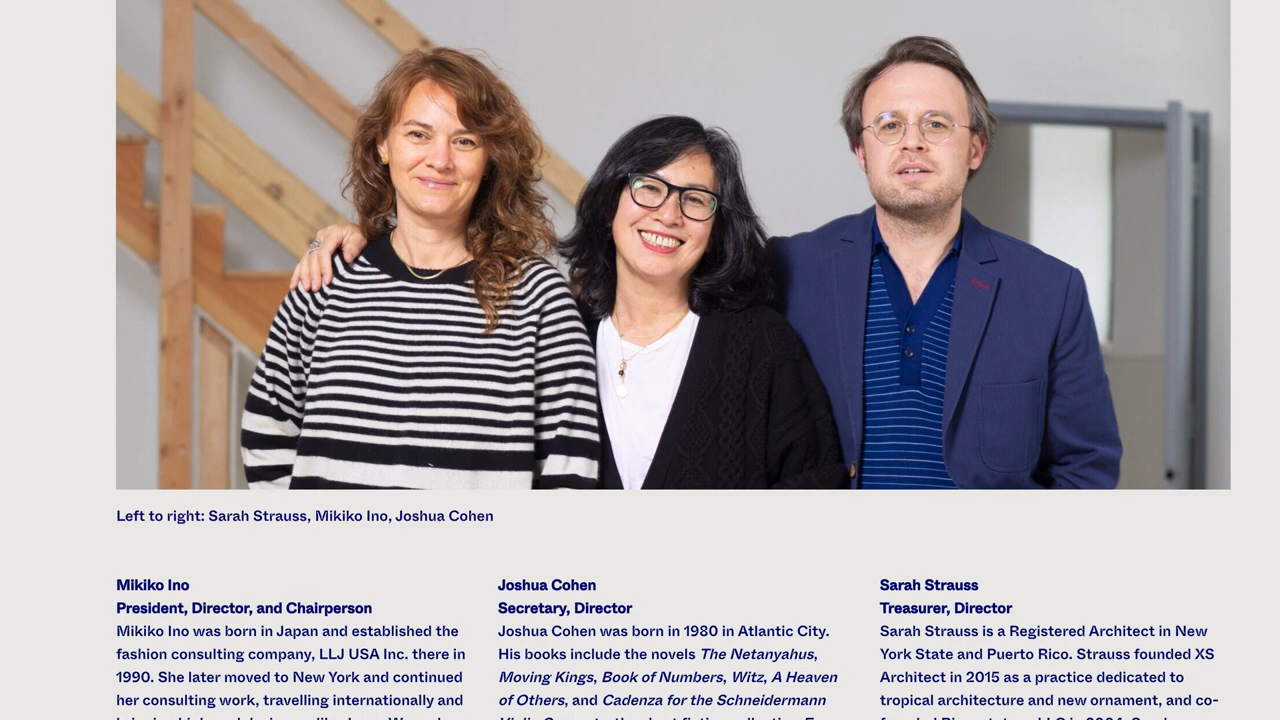 Left to right: Sarah Strauss, Mikiko Ino, Joshua Cohen
Mikiko Ino
President, Director, and Chairperson
Mikiko Ino was born in Japan and established the
fashion consulting company, LLJ USA Inc. there in
1990. She later moved to New York and continued
her consulting work, travelling internationally and
Joshua Cohen
Secretary, Director
Joshua Cohen was born in 1980 in Atlantic City.
His books include the novels The Netanyahus,
Moving Kings, Book of Numbers, Witz, A Heaven
of Others, and Cadenza for the Schneidermann
Sarah Strauss
Treasurer, Director
Sarah Strauss is a Registered Architect in New
York State and Puerto Rico. Strauss founded XS
Architect in 2015 as a practice dedicated to
tropical architecture and new ornament, and co-